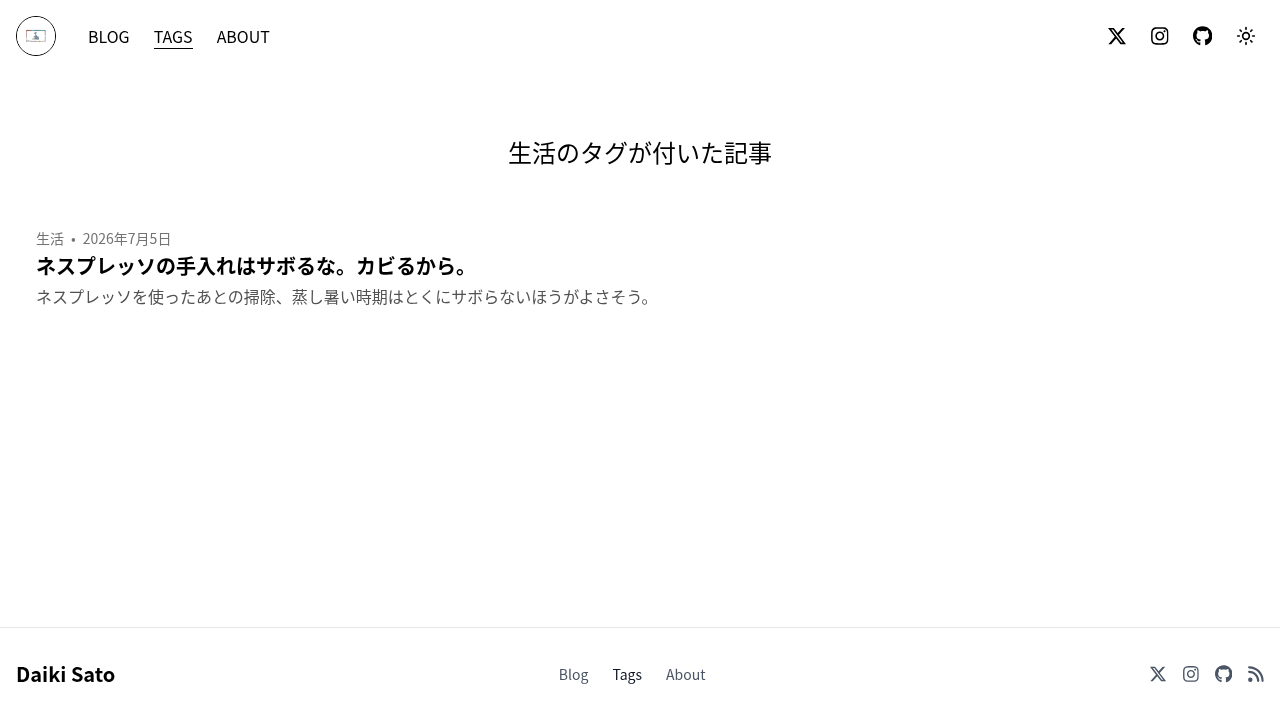 BLOG TAGS ABOUT
生活のタグが付いた記事
生活 • 2026年7月5日
ネスプレッソの手入れはサボるな。カビるから。
ネスプレッソを使ったあとの掃除、蒸し暑い時期はとくにサボらないほうがよさそう。
Daiki Sato Blog Tags About